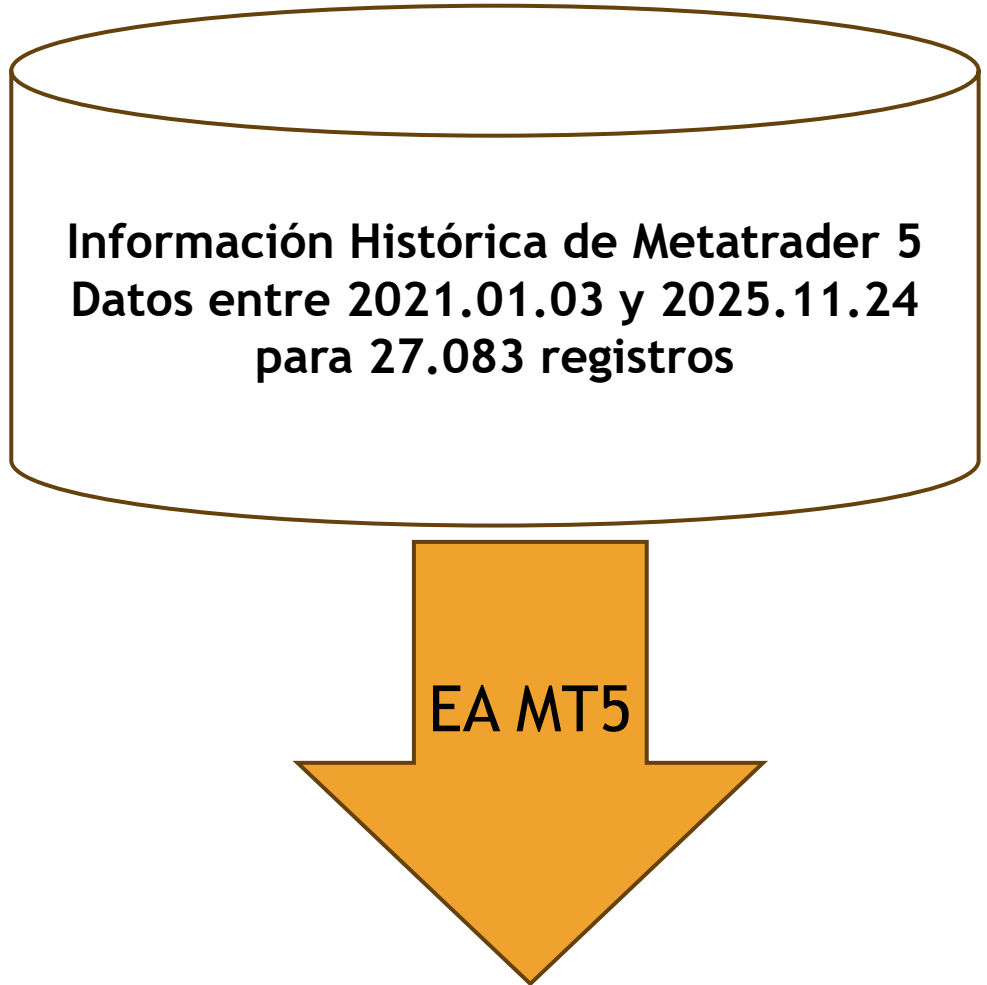 Información Histórica de Metatrader 5
Datos entre 2021.01.03 y 2025.11.24
para 27.083 registros
EA MT5